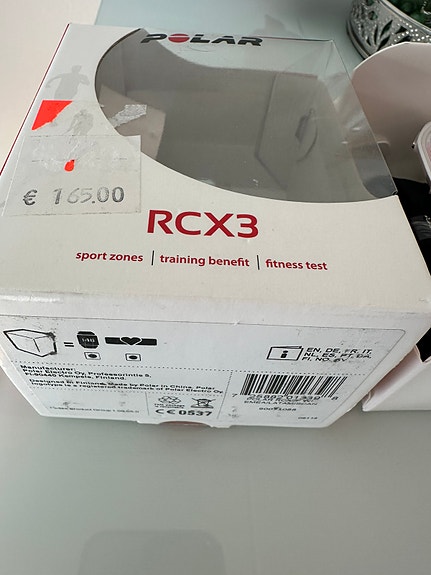 POLAR
€ 165.00
RCX3
sport zones | training benefit | fitness test
Manufacturer:
Polar Electro Oy, Professorintie 5,
FI-90440 Kempele, Finland.
Designed in Finland. Made by Polar in China. Polar
logotype is a registered trademark of Polar Electro Oy
EN, DE, FR, IT,
NL, ES, PT, DA,
FI, NO, SV
CE 0537